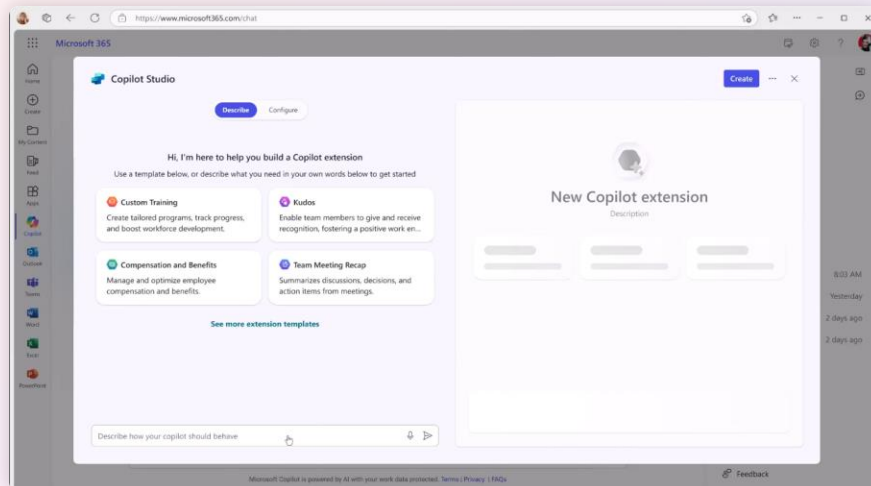 https://www.microsoft365.com/chat
Microsoft 365
Home
Create
My Content
Feed
Apps
Copilot
Outlook
Teams
Word
Excel
PowerPoint
Copilot Studio
Create
Describe
Configure
Hi, I'm here to help you build a Copilot extension
Use a template below, or describe what you need in your own words below to get started
Custom Training
Create tailored programs, track progress,
and boost workforce development.
Kudos
Enable team members to give and receive
recognition, fostering a positive work en...
Compensation and Benefits
Manage and optimize employee
compensation and benefits.
Team Meeting Recap
Summarizes discussions, decisions, and
action items from meetings.
See more extension templates
Describe how your copilot should behave
New Copilot extension
Description
8:03 AM
Yesterday
2 days ago
2 days ago
Microsoft Copilot is powered by AI with your work data protected. Terms | Privacy | FAQs
Feedback